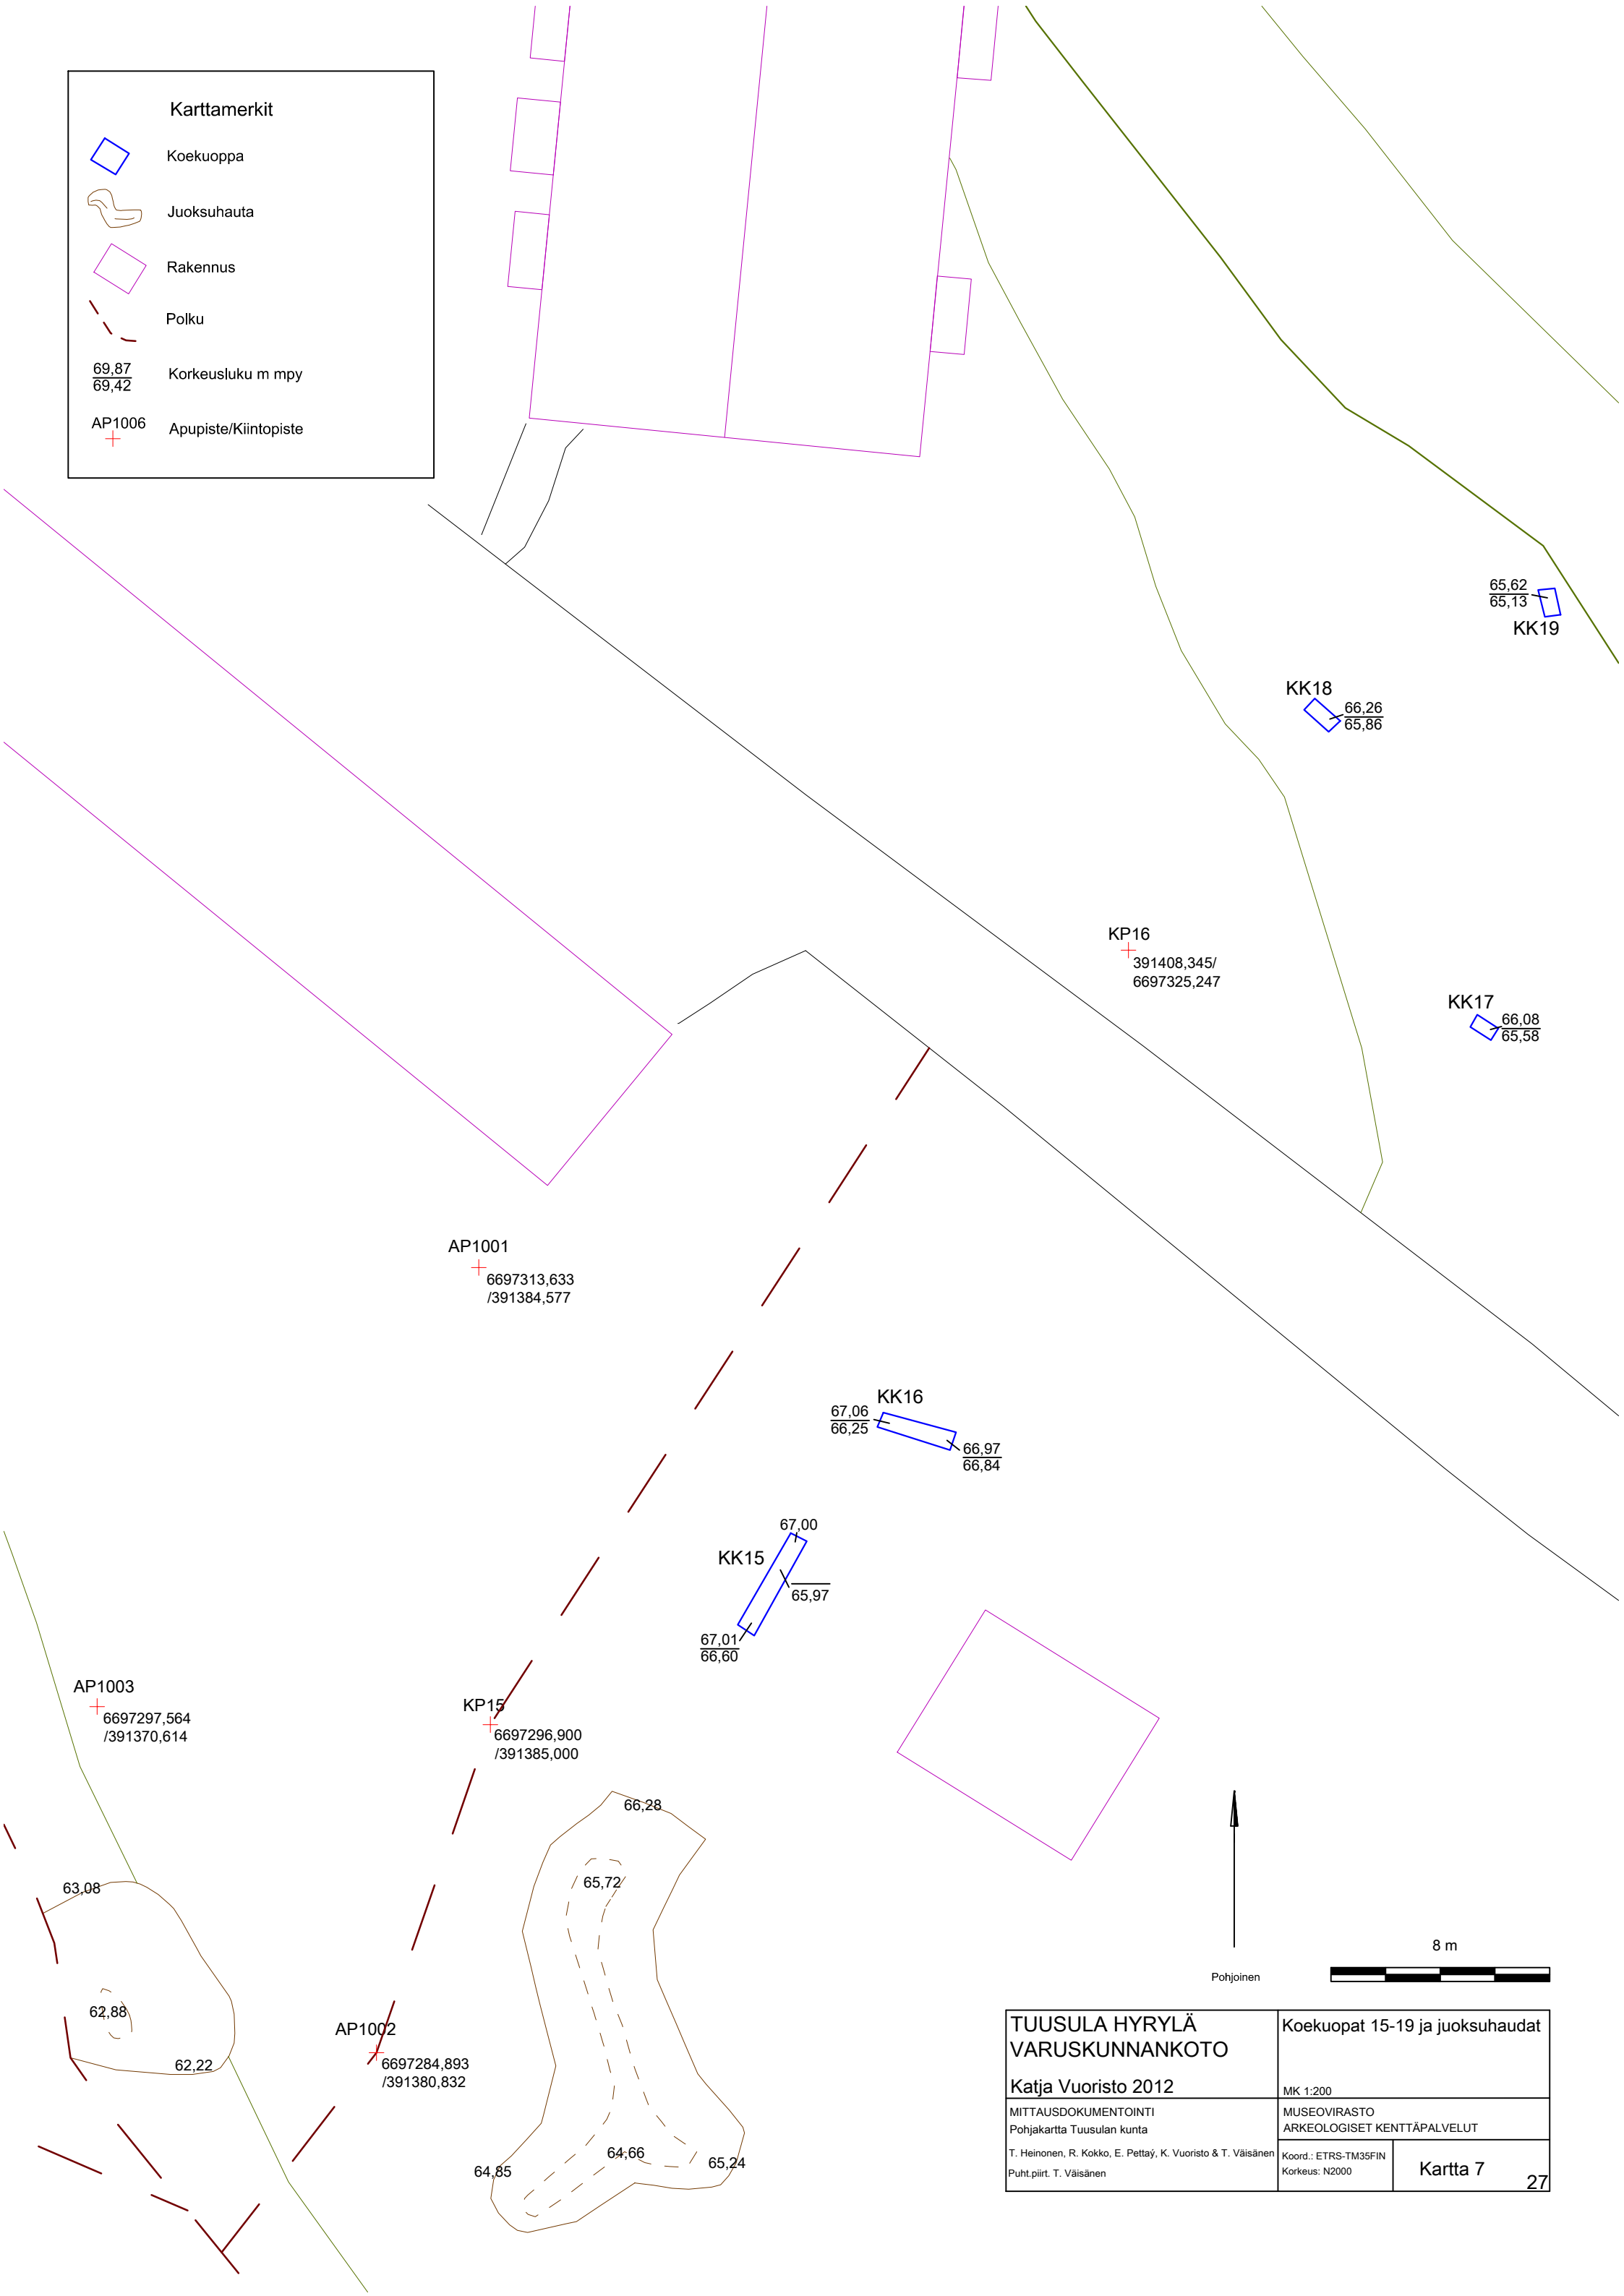 Karttamerkit
Koekuoppa
Juoksuhauta
Rakennus
Polku
69,87
69,42
Korkeusluku m mpy
AP1006
Apupiste/Kiintopiste
65,62
65,13
KK19
KK18
66,26
65,86
KP16
391408,345/
6697325,247
KK17
66,08
65,58
AP1001
6697313,633
/391384,577
KK16
67,06
66,25
66,97
66,84
67,00
KK15
65,97
67,01
66,60
AP1003
6697297,564
/391370,614
KP15
6697296,900
/391385,000
66,28
65,72
63,08
62,88
62,22
AP1002
6697284,893
/391380,832
64,66
64,85
65,24
Pohjoinen
8 m
TUUSULA HYRYLÄ
VARUSKUNNANKOTO
Katja Vuoristo 2012
Koekuopat 15-19 ja juoksuhaudat
MK 1:200
MITTAUSDOKUMENTOINTI
Pohjakartta Tuusulan kunta
T. Heinonen, R. Kokko, E. Pettaý, K. Vuoristo & T. Väisänen
Puht.piirt. T. Väisänen
MUSEOVIRASTO
ARKEOLOGISET KENTTÄPALVELUT
Koord.: ETRS-TM35FIN
Korkeus: N2000
Kartta 7
27